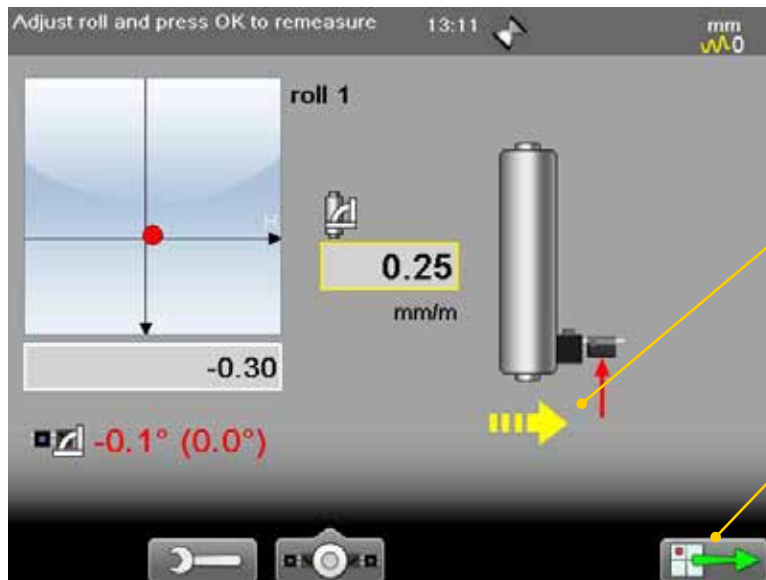 Adjust roll and press OK to remeasure
13:11
mm
0
roll 1
H
0.25
mm/m
-0.30
-0.1° (0.0°)